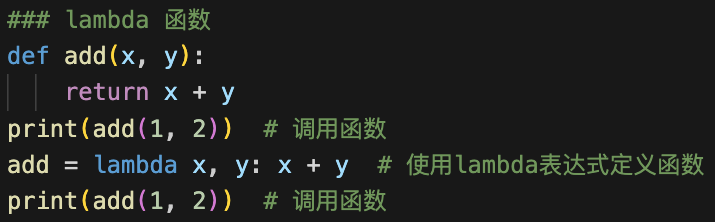 ### lambda 函数
def add(x, y):
    return x + y
print(add(1, 2))  # 调用函数
add = lambda x, y: x + y  # 使用lambda表达式定义函数
print(add(1, 2))  # 调用函数